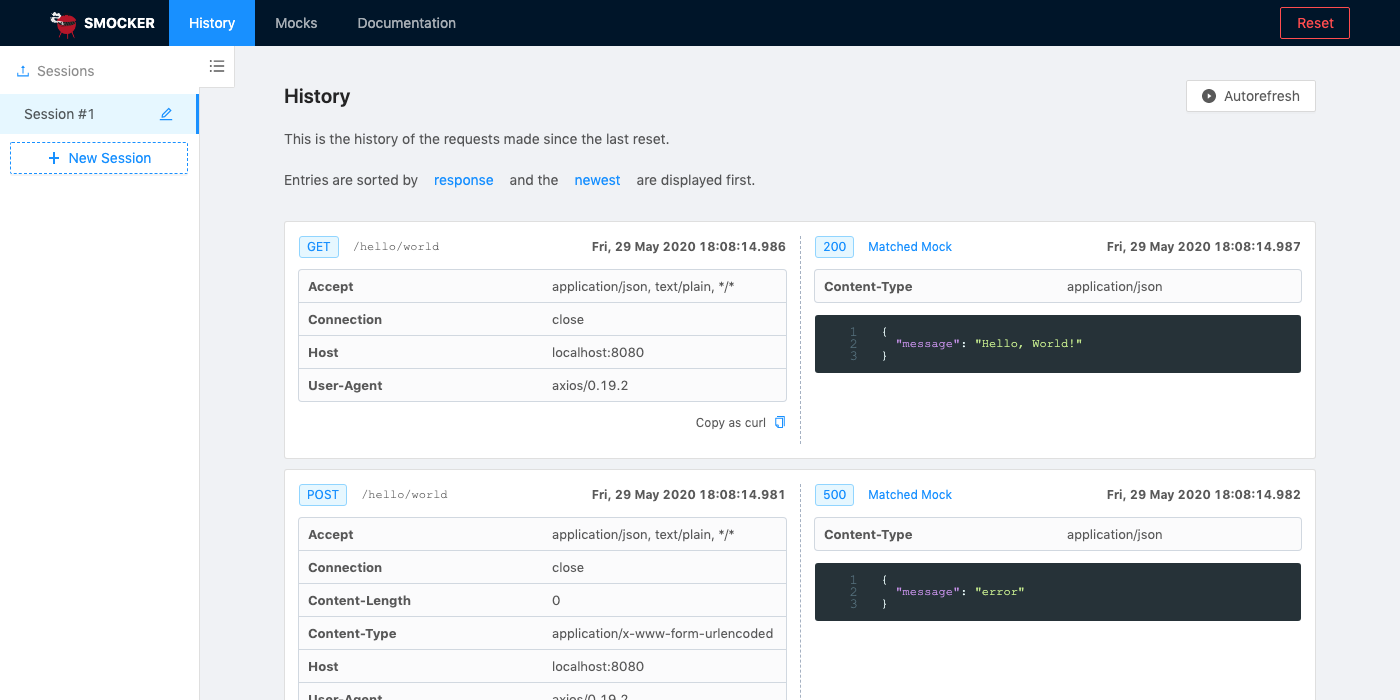 SMOCKER
History
Mocks
Documentation
Reset
Sessions
Session #1
New Session
History
Autorefresh
This is the history of the requests made since the last reset.
Entries are sorted by response and the newest are displayed first.
GET /hello/world Fri, 29 May 2020 18:08:14.986
Accept application/json, text/plain, */*
Connection close
Host localhost:8080
User-Agent axios/0.19.2
Copy as curl
200 Matched Mock Fri, 29 May 2020 18:08:14.987
Content-Type application/json
1 {
2 "message": "Hello, World!"
3 }
POST /hello/world Fri, 29 May 2020 18:08:14.981
Accept application/json, text/plain, */*
Connection close
Content-Length 0
Content-Type application/x-www-form-urlencoded
Host localhost:8080
User-Agent axios/0.19.2
500 Matched Mock Fri, 29 May 2020 18:08:14.982
Content-Type application/json
1 {
2 "message": "error"
3 }